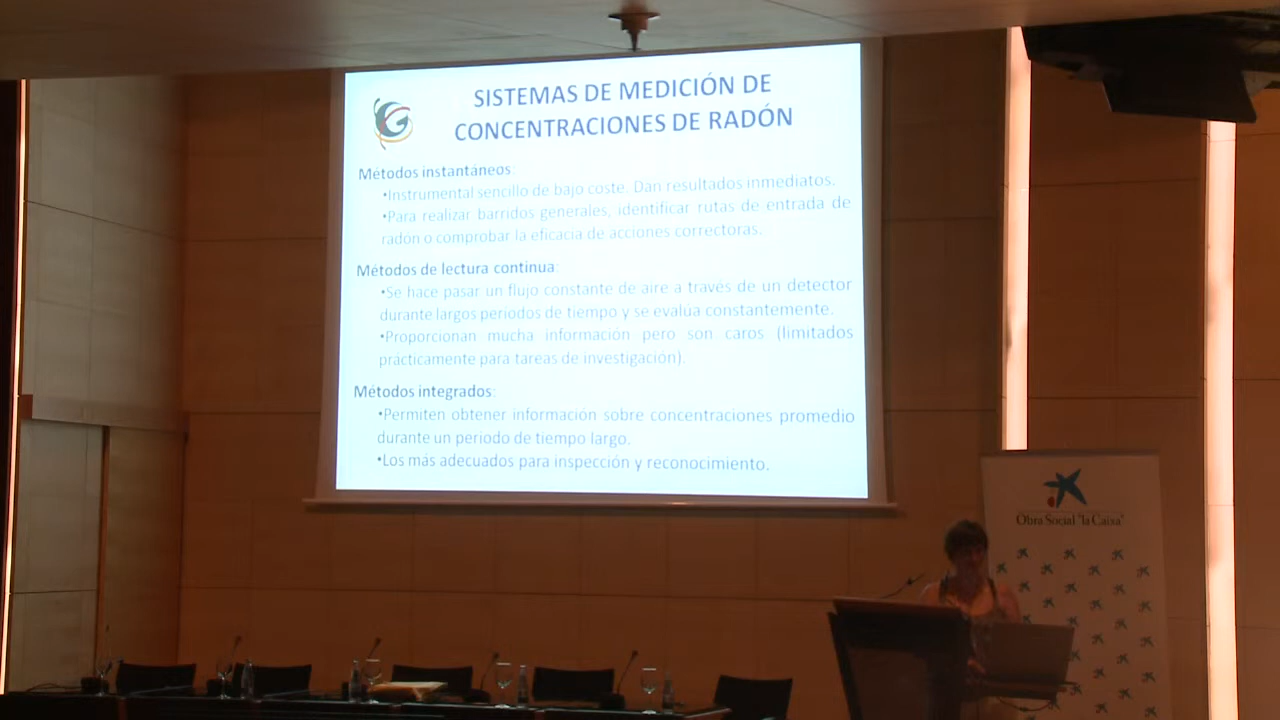 SISTEMAS DE MEDICIÓN DE
CONCENTRACIONES DE RADÓN
Métodos instantáneos:
•Instrumental sencillo de bajo coste. Dan resultados inmediatos.
•Para realizar barridos generales, identificar rutas de entrada de
radón o comprobar la eficacia de acciones correctoras.
Métodos de lectura continua:
•Se hace pasar un flujo constante de aire a través de un detector
durante largos periodos de tiempo y se evalúa constantemente.
•Proporcionan mucha información pero son caros (limitados
prácticamente para tareas de investigación).
Métodos integrados:
•Permiten obtener información sobre concentraciones promedio
durante un periodo de tiempo largo.
•Los más adecuados para inspección y reconocimiento.
Obra Social "la Caixa"